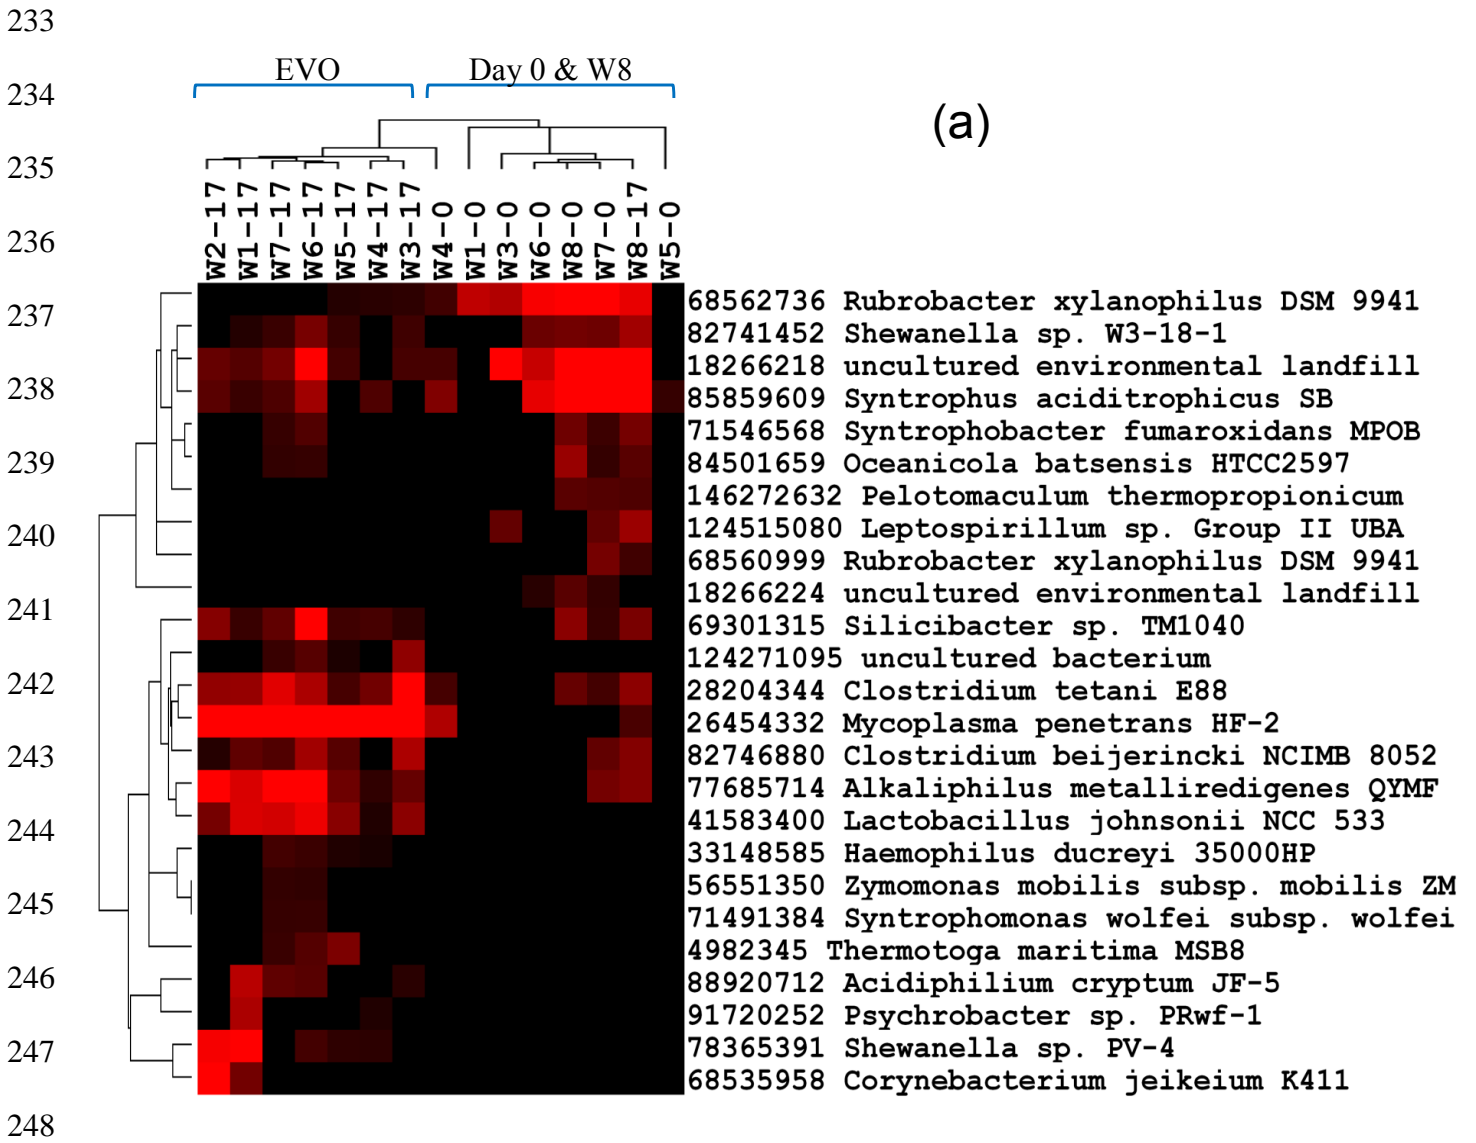 233
EVO Day 0 & W8
234
(a)
235
W2-17 W1-17 W7-17 W6-17 W5-17 W4-17 W3-17 W4-0 W1-0 W3-0 W6-0 W8-0 W7-0 W8-17 W5-0
236
68562736 Rubrobacter xylanophilus DSM 9941
237
82741452 Shewanella sp. W3-18-1
18266218 uncultured environmental landfill
238
85859609 Syntrophus aciditrophicus SB
71546568 Syntrophobacter fumaroxidans MPOB
239
84501659 Oceanicola batsensis HTCC2597
146272632 Pelotomaculum thermopropionicum
124515080 Leptospirillum sp. Group II UBA
240
68560999 Rubrobacter xylanophilus DSM 9941
18266224 uncultured environmental landfill
241
69301315 Silicibacter sp. TM1040
124271095 uncultured bacterium
242
28204344 Clostridium tetani E88
26454332 Mycoplasma penetrans HF-2
243
82746880 Clostridium beijerincki NCIMB 8052
77685714 Alkaliphilus metalliredigenes QYMF
41583400 Lactobacillus johnsonii NCC 533
244
33148585 Haemophilus ducreyi 35000HP
56551350 Zymomonas mobilis subsp. mobilis ZM
245
71491384 Syntrophomonas wolfei subsp. wolfei
4982345 Thermotoga maritima MSB8
246
88920712 Acidiphilium cryptum JF-5
91720252 Psychrobacter sp. PRwf-1
247
78365391 Shewanella sp. PV-4
68535958 Corynebacterium jeikeium K411
248